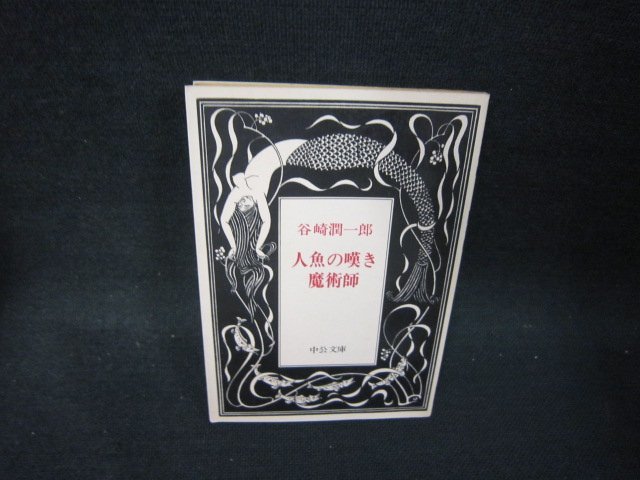 谷崎潤一郎
人魚の嘆き
魔術師
中公文庫